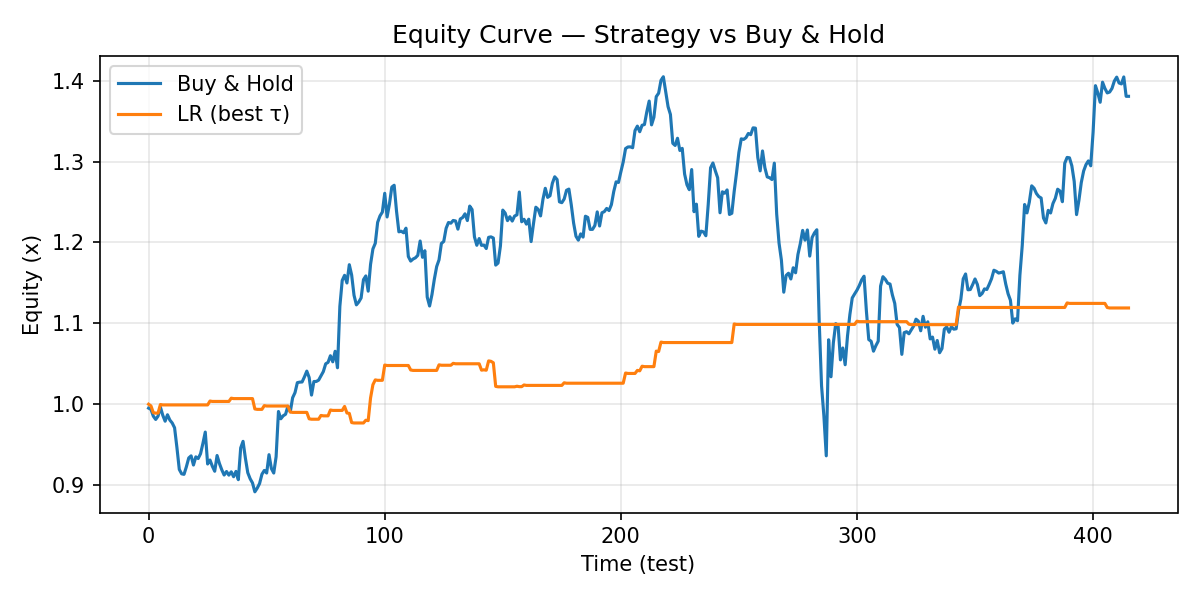 Equity Curve — Strategy vs Buy & Hold
Buy & Hold
LR (best τ)
Equity (x)
1.4
1.3
1.2
1.1
1.0
0.9
0 100 200 300 400
Time (test)